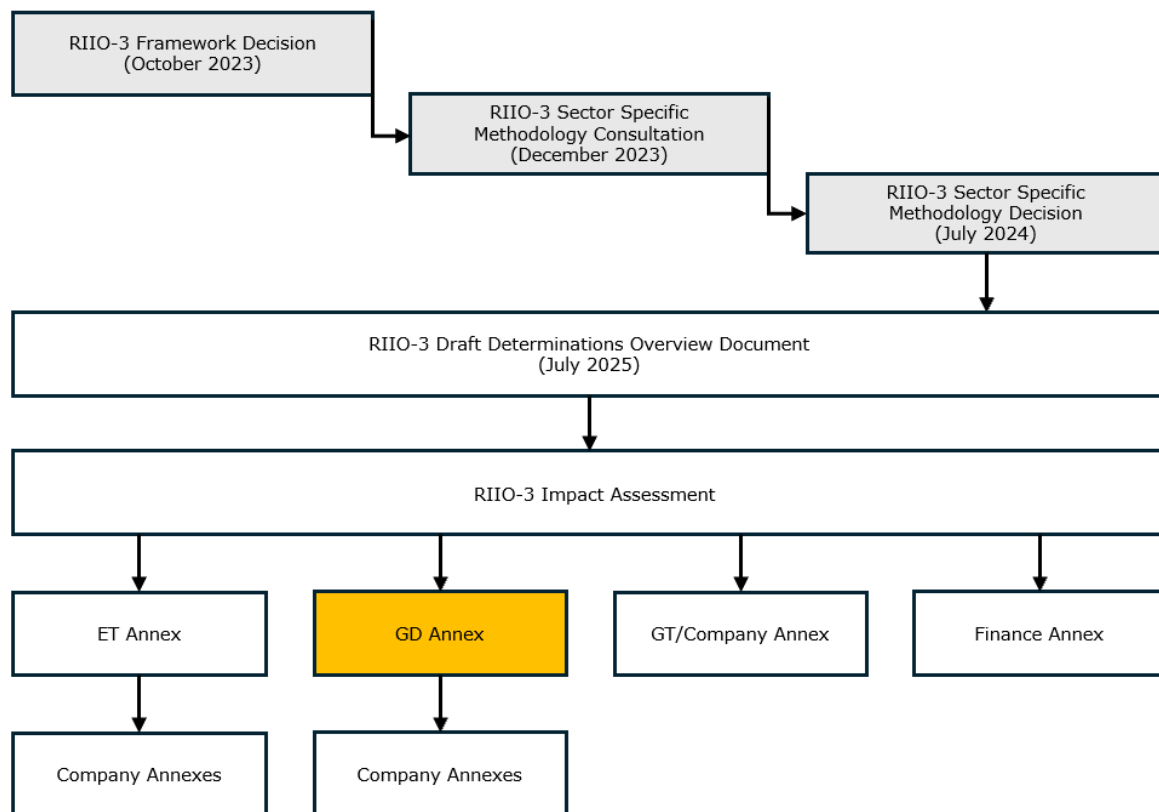 RIIO-3 Framework Decision
(October 2023)
RIIO-3 Sector Specific
Methodology Consultation
(December 2023)
RIIO-3 Sector Specific
Methodology Decision
(July 2024)
RIIO-3 Draft Determinations Overview Document
(July 2025)
RIIO-3 Impact Assessment
ET Annex
GD Annex
GT/Company Annex
Finance Annex
Company Annexes
Company Annexes